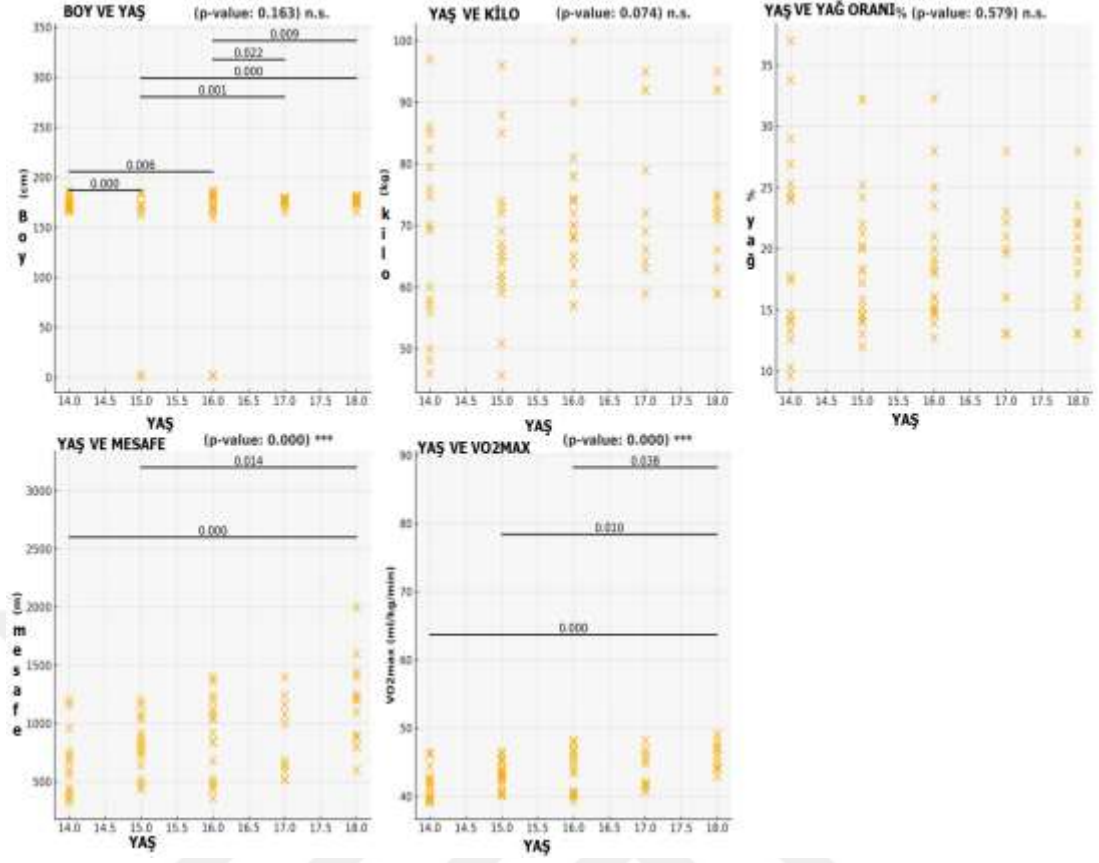 BOY VE YAŞ (p-value: 0.163) n.s.
350
300
250
200
150
100
50
0
(cm)
Boy
0.009
0.022
0.000
0.001
0.006
0.000
14.0 14.5 15.0 15.5 16.0 16.5 17.0 17.5 18.0
YAŞ
YAŞ VE KİLO (p-value: 0.074) n.s.
100
90
80
70
60
50
(kg)
kilo
14.0 14.5 15.0 15.5 16.0 16.5 17.0 17.5 18.0
YAŞ
YAŞ VE YAĞ ORANI% (p-value: 0.579) n.s.
35
30
25
20
15
10
%
yağ
14.0 14.5 15.0 15.5 16.0 16.5 17.0 17.5 18.0
YAŞ
YAŞ VE MESAFE (p-value: 0.000) ***
3000
2500
2000
1500
1000
500
(m)
mesafe
0.014
0.000
14.0 14.5 15.0 15.5 16.0 16.5 17.0 17.5 18.0
YAŞ
YAŞ VE VO2MAX (p-value: 0.000) ***
90
80
70
60
50
40
VO2max (ml/kg/min)
0.038
0.010
0.000
14.0 14.5 15.0 15.5 16.0 16.5 17.0 17.5 18.0
YAŞ